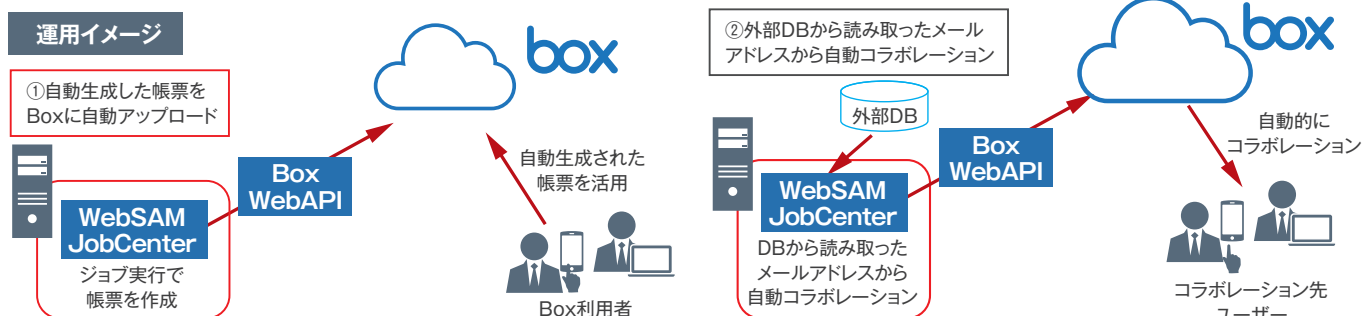 運用イメージ
①自動生成した帳票を
Boxに自動アップロード
box
Box
WebAPI
WebSAM
JobCenter
ジョブ実行で
帳票を作成
自動生成された
帳票を活用
Box利用者
②外部DBから読み取ったメール
アドレスから自動コラボレーション
外部DB
box
Box
WebAPI
WebSAM
JobCenter
DBから読み取った
メールアドレスから
自動コラボレーション
自動的に
コラボレーション
コラボレーション先
ユーザー